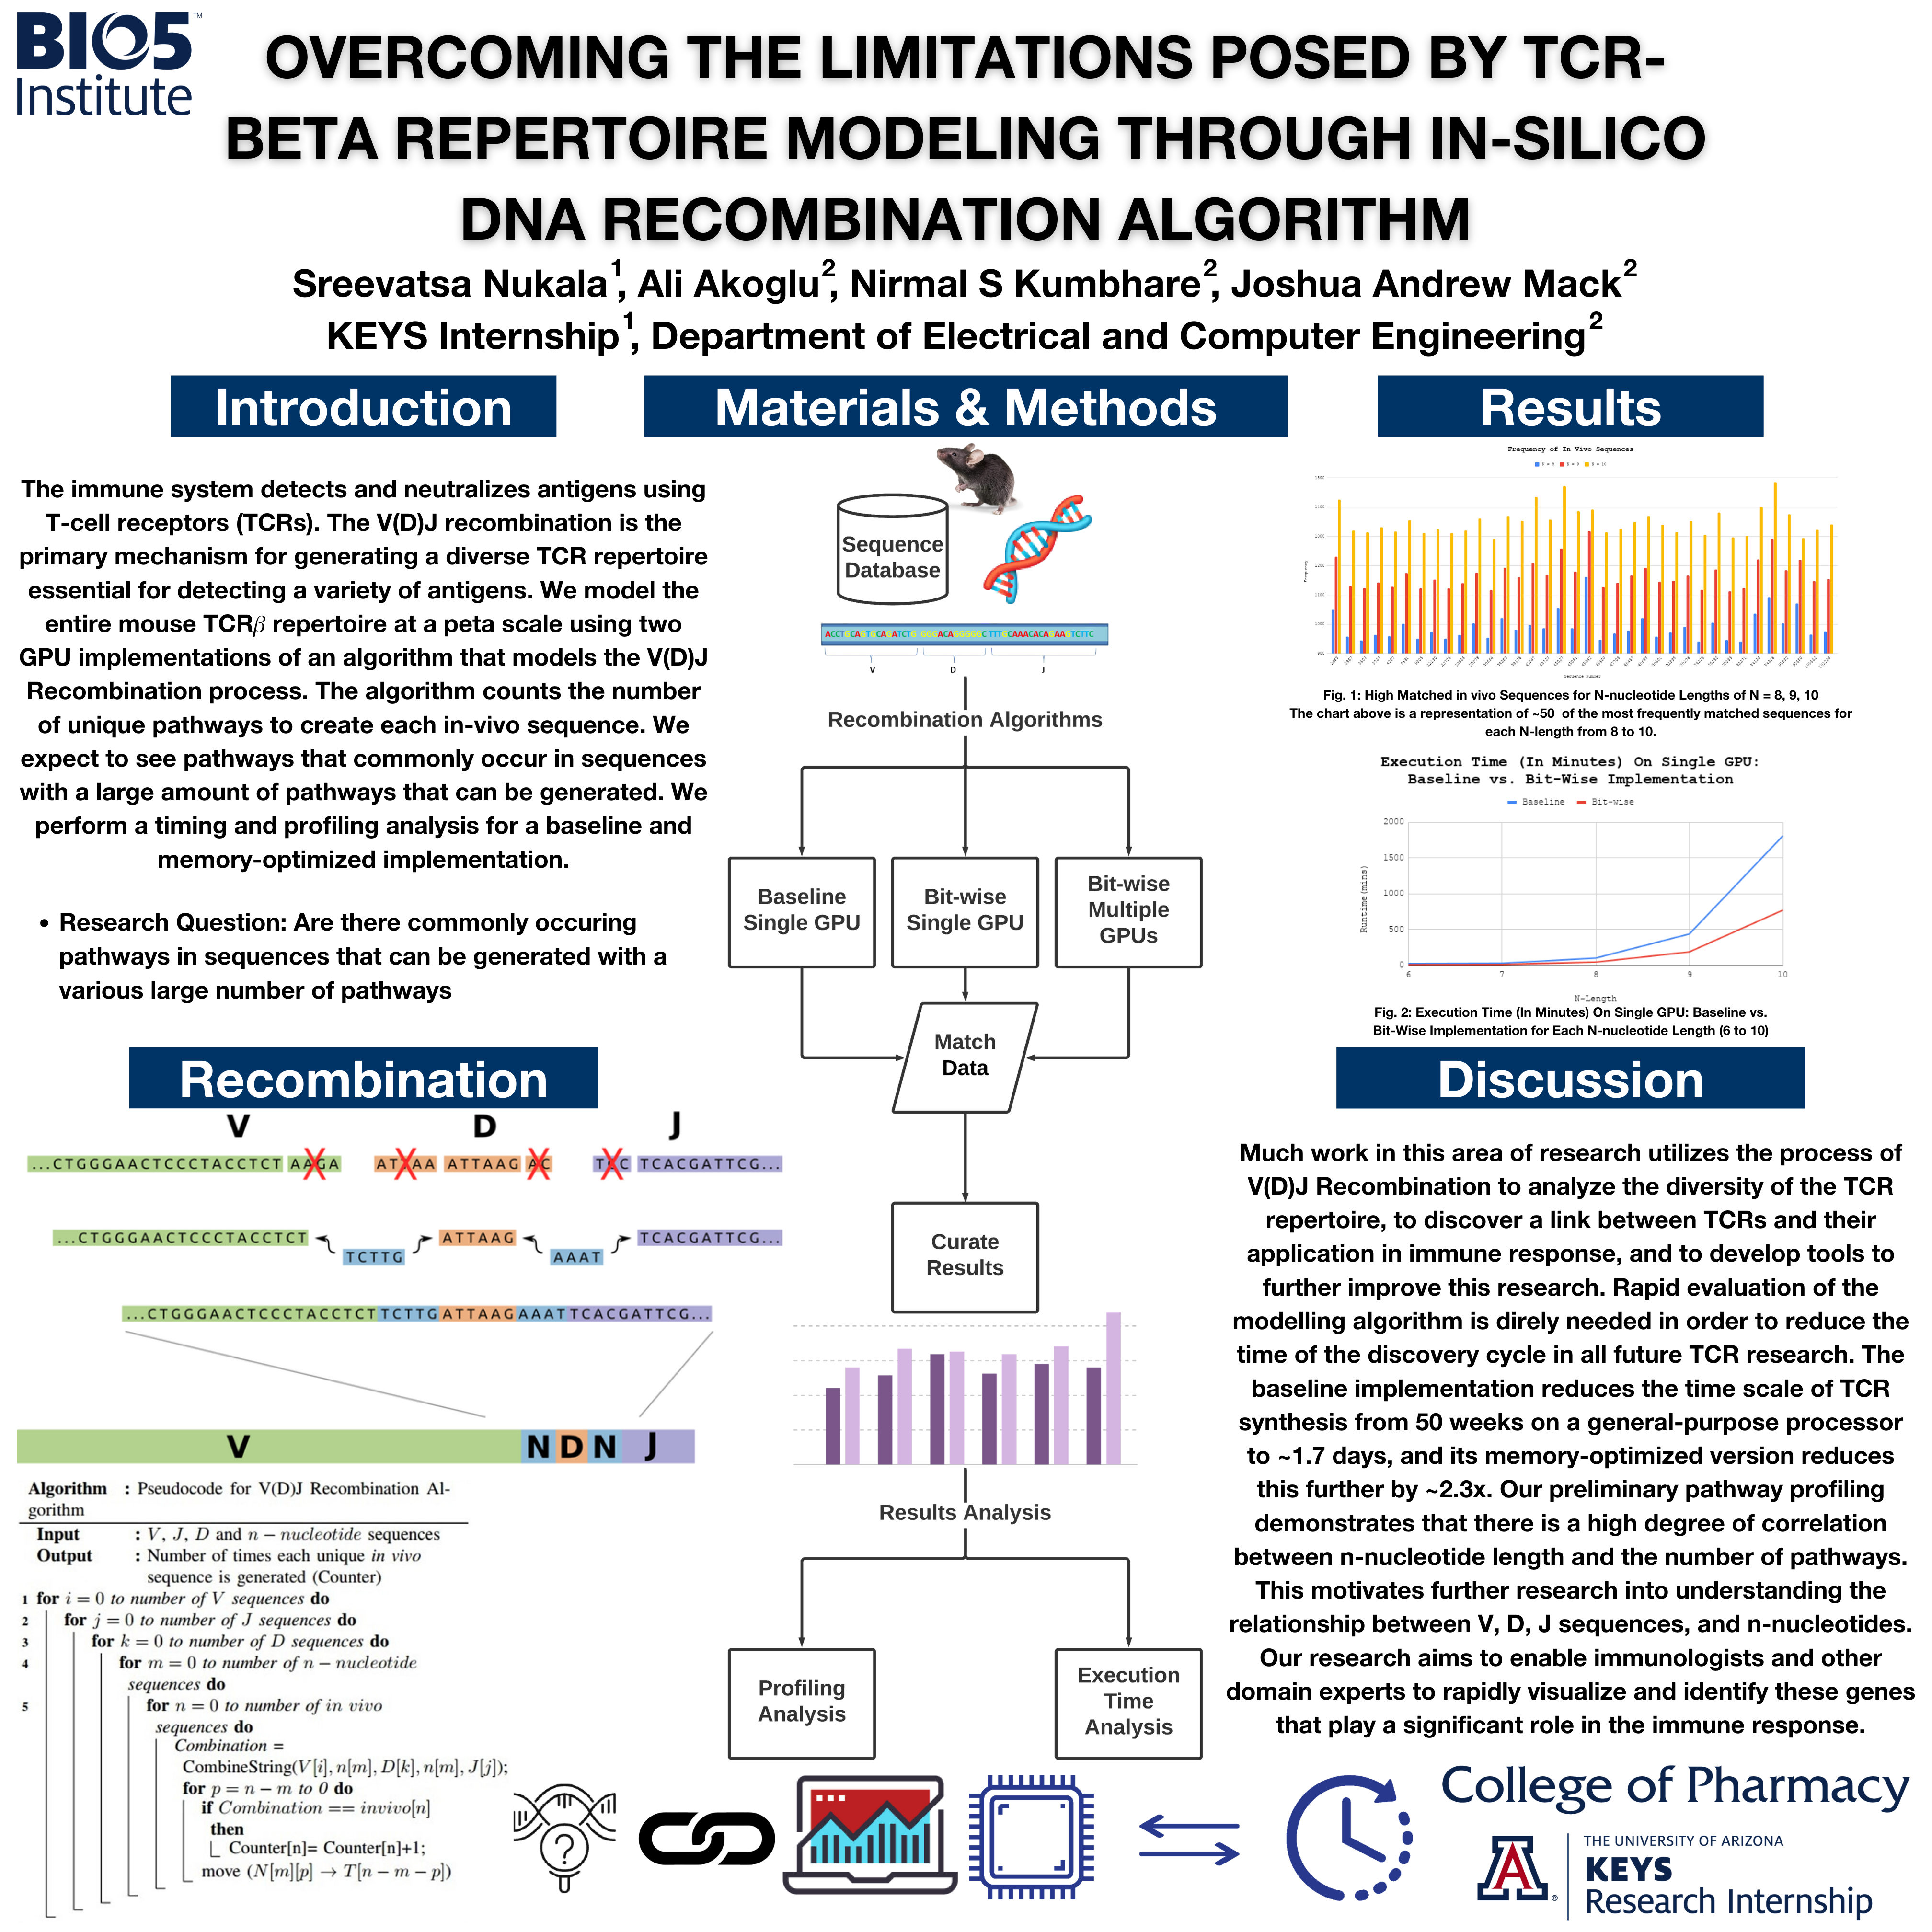 BIO5
Institute
™
OVERCOMING THE LIMITATIONS POSED BY TCR-
BETA REPERTOIRE MODELING THROUGH IN-SILICO
DNA RECOMBINATION ALGORITHM
Sreevatsa Nukala1, Ali Akoglu2, Nirmal S Kumbhare2, Joshua Andrew Mack2
KEYS Internship1, Department of Electrical and Computer Engineering2
Introduction
The immune system detects and neutralizes antigens using
T-cell receptors (TCRs). The V(D)J recombination is the
primary mechanism for generating a diverse TCR repertoire
essential for detecting a variety of antigens. We model the
entire mouse TCRβ repertoire at a peta scale using two
GPU implementations of an algorithm that models the V(D)J
Recombination process. The algorithm counts the number
of unique pathways to create each in-vivo sequence. We
expect to see pathways that commonly occur in sequences
with a large amount of pathways that can be generated. We
perform a timing and profiling analysis for a baseline and
memory-optimized implementation.
• Research Question: Are there commonly occuring
pathways in sequences that can be generated with a
various large number of pathways
Recombination
V D J
...CTGGGAACTCCCTACCTCT AAGA AT AA ATTAAG AC T C TCACGATTCG...
...CTGGGAACTCCCTACCTCT TCTTG ATTAAG AAAT TCACGATTCG...
...CTGGGAACTCCCTACCTCTTCTTGATTAAGAAATTCACGATTCG...
V N D N J
Algorithm : Pseudocode for V(D)J Recombination Al-
gorithm
Input : V, J, D and n − nucleotide sequences
Output : Number of times each unique in vivo
sequence is generated (Counter)
1 for i = 0 to number of V sequences do
2 for j = 0 to number of J sequences do
3 for k = 0 to number of D sequences do
4 for m = 0 to number of n − nucleotide
sequences do
5 for n = 0 to number of in vivo
sequences do
Combination =
CombineString(V[i], n[m], D[k], n[m], J[j]);
for p = n − m to 0 do
if Combination == invivo[n]
then
Counter[n]= Counter[n]+1;
move (N[m][p] → T[n − m − p])
Materials & Methods
Sequence
Database
V D J
Recombination Algorithms
Baseline
Single GPU
Bit-wise
Single GPU
Bit-wise
Multiple
GPUs
Match
Data
Curate
Results
Results Analysis
Profiling
Analysis
Execution
Time
Analysis
?
Results
Frequency of In Vivo Sequences
N = 8 N = 9 N = 10
Frequency
Sequence Number
Fig. 1: High Matched in vivo Sequences for N-nucleotide Lengths of N = 8, 9, 10
The chart above is a representation of ~50 of the most frequently matched sequences for
each N-length from 8 to 10.
Execution Time (In Minutes) On Single GPU:
Baseline vs. Bit-Wise Implementation
Baseline Bit-wise
Runtime(mins)
2000
1500
1000
500
0
6 7 8 9 10
N-Length
Fig. 2: Execution Time (In Minutes) On Single GPU: Baseline vs.
Bit-Wise Implementation for Each N-nucleotide Length (6 to 10)
Discussion
Much work in this area of research utilizes the process of
V(D)J Recombination to analyze the diversity of the TCR
repertoire, to discover a link between TCRs and their
application in immune response, and to develop tools to
further improve this research. Rapid evaluation of the
modelling algorithm is direly needed in order to reduce the
time of the discovery cycle in all future TCR research. The
baseline implementation reduces the time scale of TCR
synthesis from 50 weeks on a general-purpose processor
to ~1.7 days, and its memory-optimized version reduces
this further by ~2.3x. Our preliminary pathway profiling
demonstrates that there is a high degree of correlation
between n-nucleotide length and the number of pathways.
This motivates further research into understanding the
relationship between V, D, J sequences, and n-nucleotides.
Our research aims to enable immunologists and other
domain experts to rapidly visualize and identify these genes
that play a significant role in the immune response.
College of Pharmacy
A
®
THE UNIVERSITY OF ARIZONA
KEYS
Research Internship